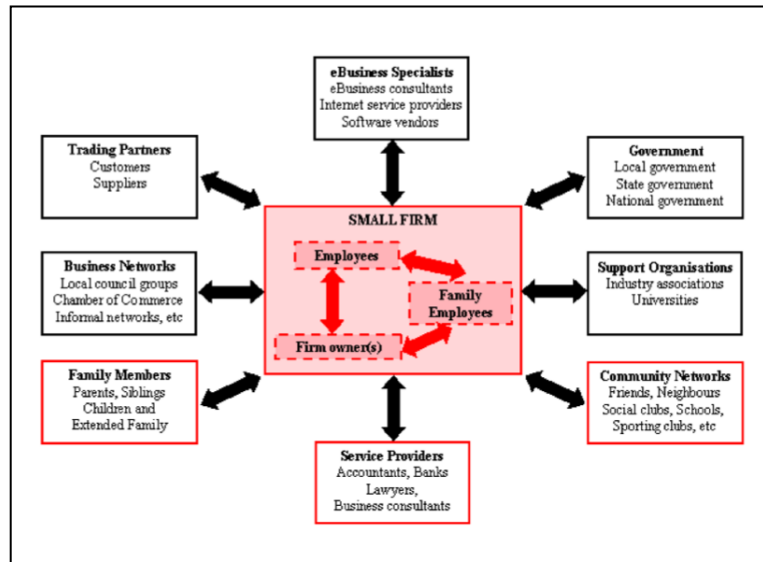 eBusiness Specialists
eBusiness consultants
Internet service providers
Software vendors
Trading Partners
Customers
Suppliers
Government
Local government
State government
National government
SMALL FIRM
Employees
Family
Employees
Firm owner(s)
Business Networks
Local council groups
Chamber of Commerce
Informal networks, etc
Support Organisations
Industry associations
Universities
Family Members
Parents, Siblings
Children and
Extended Family
Community Networks
Friends, Neighbours
Social clubs, Schools,
Sporting clubs, etc
Service Providers
Accountants, Banks
Lawyers,
Business consultants